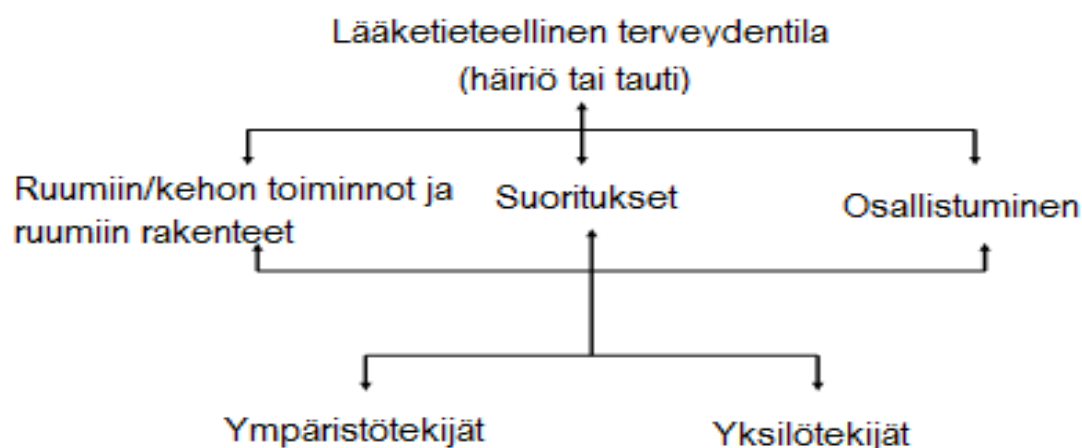 Lääketieteellinen terveydentila
(häiriö tai tauti)
Ruumiin/kehon toiminnot ja
ruumiin rakenteet
Suoritukset
Osallistuminen
Ympäristötekijät
Yksilötekijät